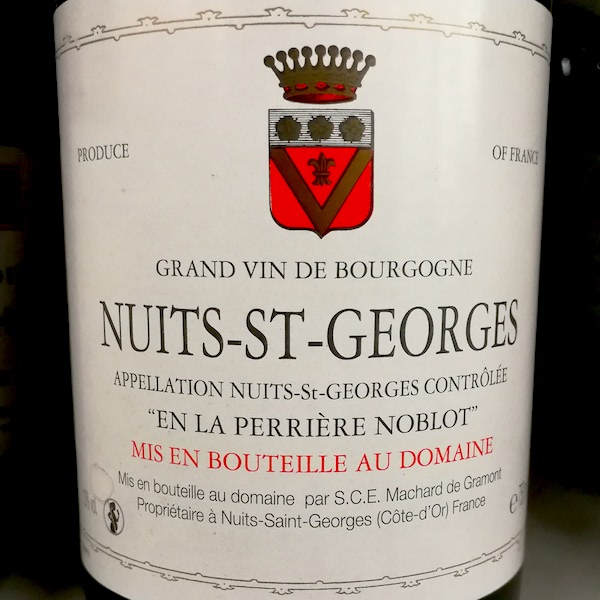 PRODUCE
OF FRANCE
GRAND VIN DE BOURGOGNE
NUITS-ST-GEORGES
APPELLATION NUITS-St-GEORGES CONTRÔLÉE
"EN LA PERRIÈRE NOBLOT"
MIS EN BOUTEILLE AU DOMAINE
Mis en bouteille au domaine par S.C.E. Machard de Gramont
Propriétaire à Nuits-Saint-Georges (Côte-d'Or) France